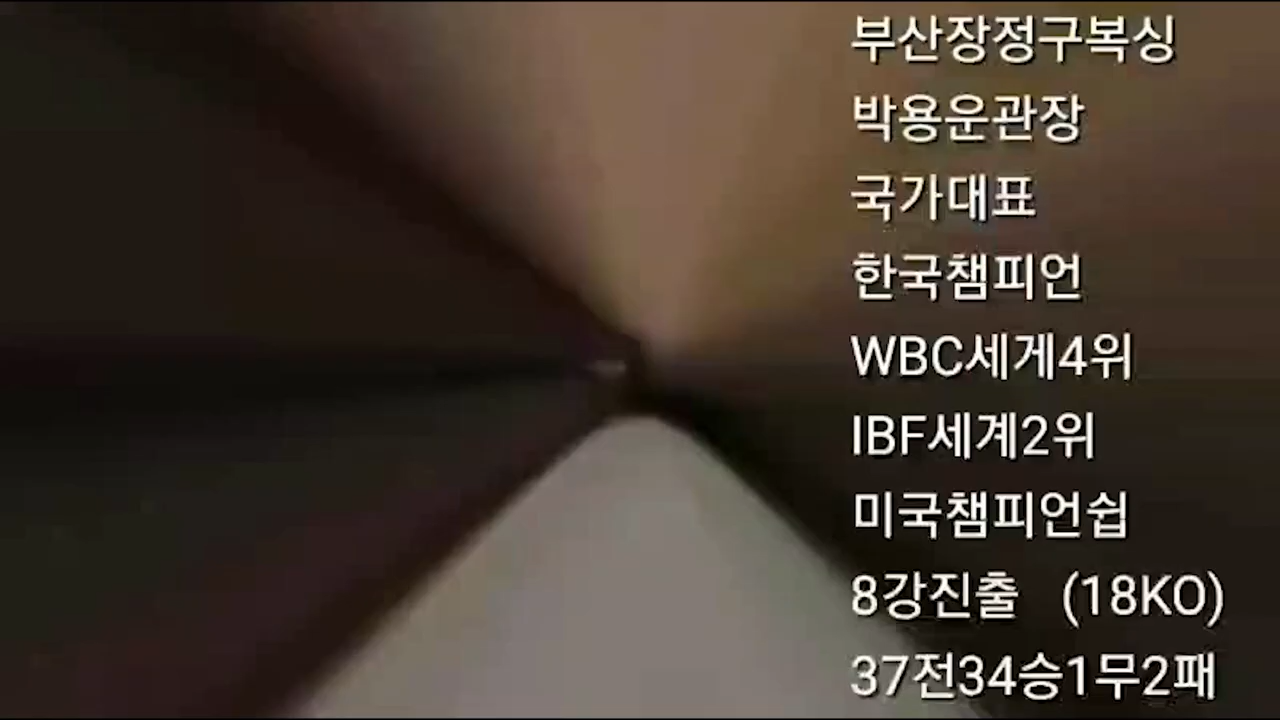 부산장정구복싱
박용운관장
국가대표
한국챔피언
WBC세게4위
IBF세계2위
미국챔피언쉽
8강진출 (18KO)
37전34승1무2패